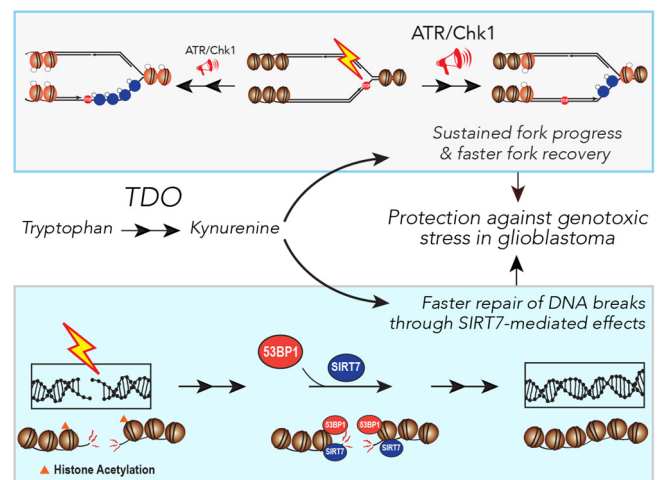 ATR/Chk1
ATR/Chk1
Sustained fork progress
& faster fork recovery
TDO
Tryptophan
Kynurenine
Protection against genotoxic
stress in glioblastoma
Faster repair of DNA breaks
through SIRT7-mediated effects
53BP1
SIRT7
53BP1
53BP1
SIRT7
SIRT7
Histone Acetylation